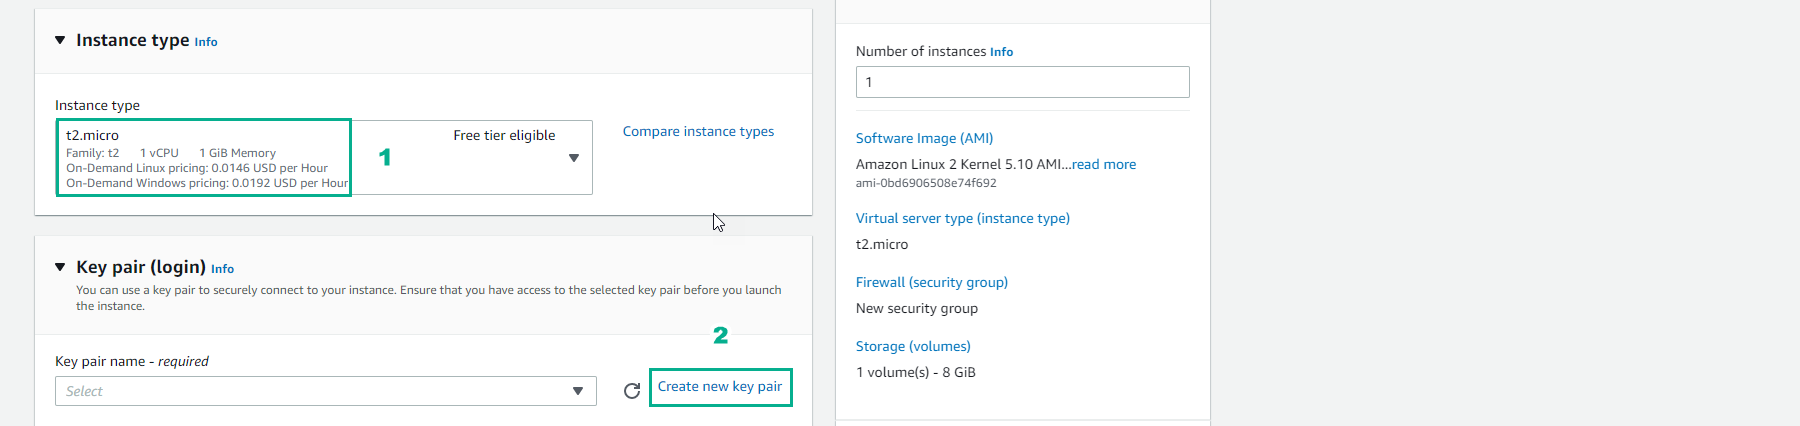 Instance type Info
Instance type
t2.micro
Free tier eligible
Family: t2 1 vCPU 1 GiB Memory
On-Demand Linux pricing: 0.0146 USD per Hour
On-Demand Windows pricing: 0.0192 USD per Hour
1
Compare instance types
Key pair (login) Info
You can use a key pair to securely connect to your instance. Ensure that you have access to the selected key pair before you launch
the instance.
2
Key pair name - required
Select
Create new key pair
Number of instances Info
1
Software Image (AMI)
Amazon Linux 2 Kernel 5.10 AMI...read more
ami-0bd6906508e74f692
Virtual server type (instance type)
t2.micro
Firewall (security group)
New security group
Storage (volumes)
1 volume(s) - 8 GiB